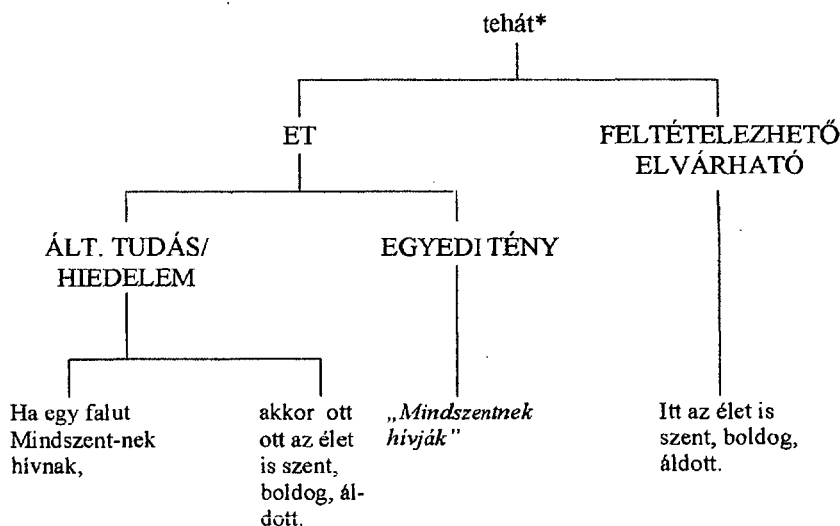 tehát*
ET
FELTÉTELEZHETŐ
ELVÁRHATÓ
ÁLT. TUDÁS/
HIEDELEM
EGYEDI TÉNY
Ha egy falut
Mindszent-nek
hívnak,
akkor ott
ott az élet
is szent,
boldog, ál-
dott.
„Mindszentnek
hívják”
Itt az élet is
szent, boldog,
áldott.